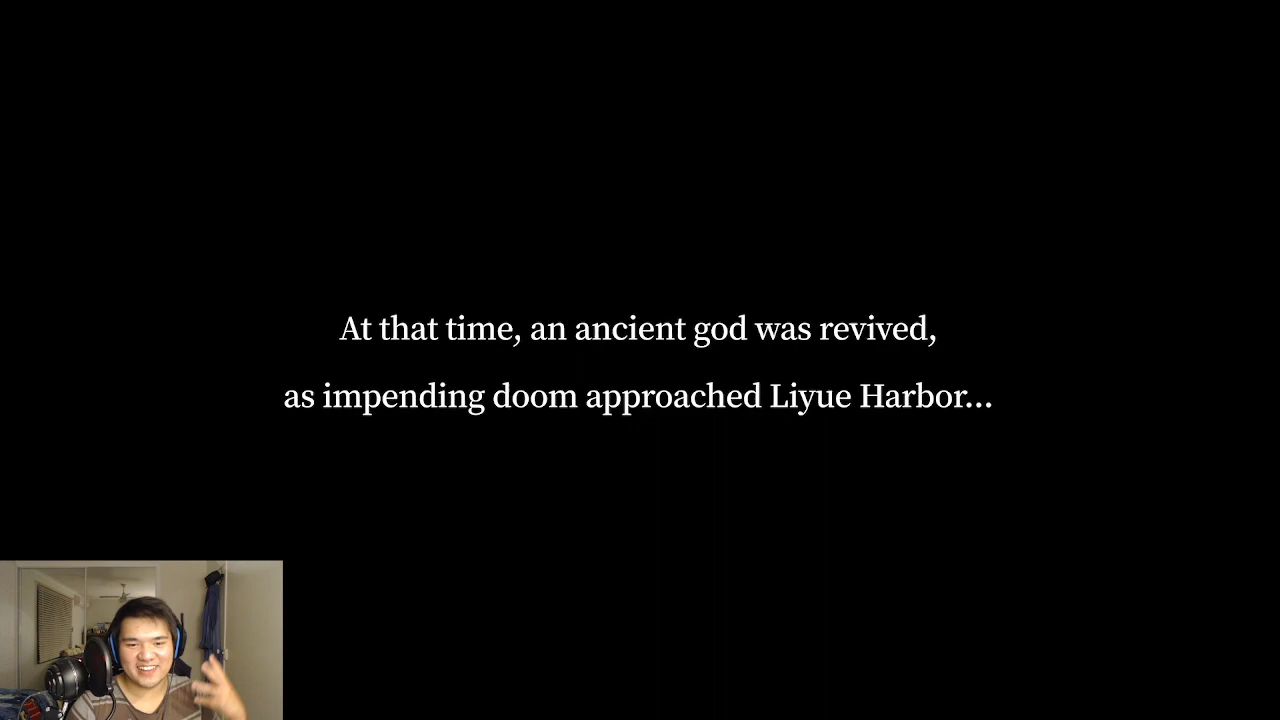 At that time, an ancient god was revived,
as impending doom approached Liyue Harbor...